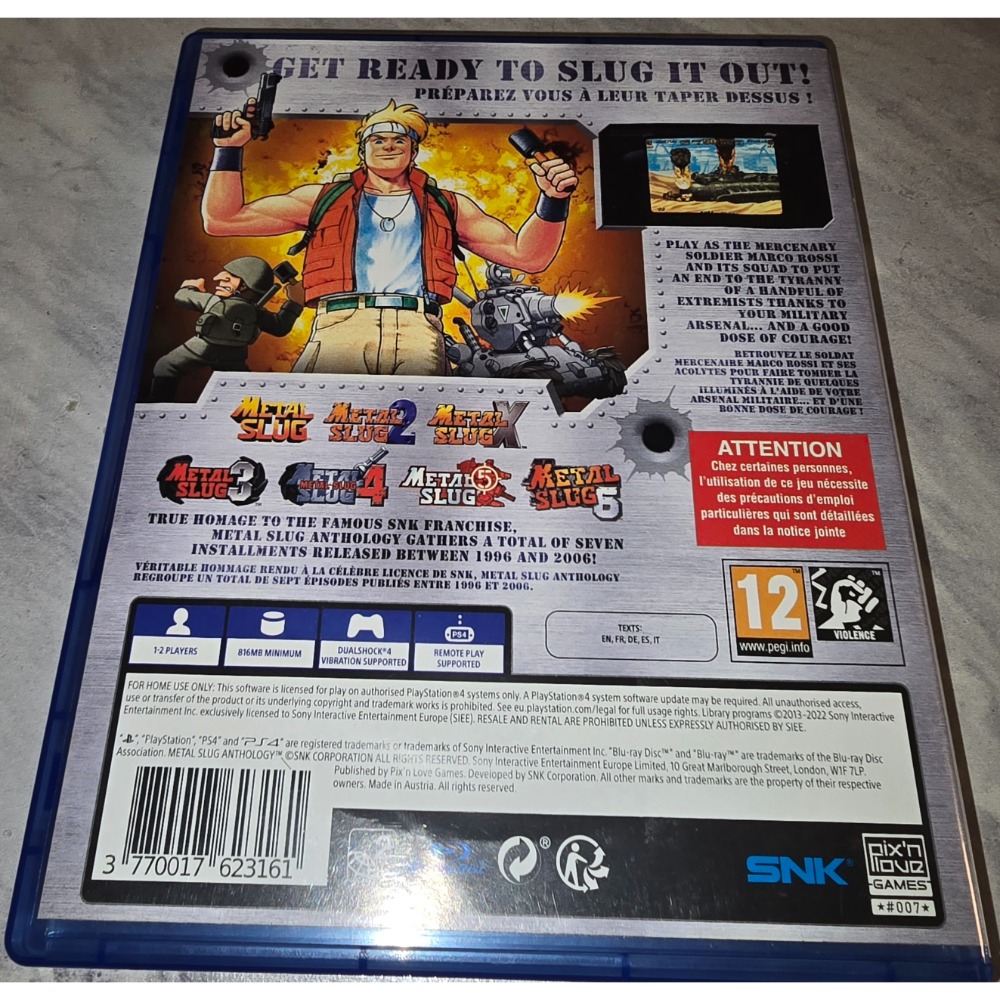 GET READY TO SLUG IT OUT!
PRÉPAREZ VOUS À LEUR TAPER DESSUS !
PLAY AS THE MERCENARY
SOLDIER MARCO ROSSI
AND ITS SQUAD TO PUT
AN END TO THE TYRANNY
OF A HANDFUL OF
EXTREMISTS THANKS TO
YOUR MILITARY
ARSENAL... AND A GOOD
DOSE OF COURAGE!
RETROUVEZ LE SOLDAT
MERCENAIRE MARCO ROSSI ET SES
ACOLYTES POUR FAIRE TOMBER LA
TYRANNIE DE QUELQUES
ILLUMINÉS À L'AIDE DE VOTRE
ARSENAL MILITAIRE... ET D'UNE
BONNE DOSE DE COURAGE !
METAL SLUG
METAL SLUG 2
METAL SLUG X
METAL SLUG 3
METAL SLUG 4
METAL SLUG 5
METAL SLUG 6
ATTENTION
Chez certaines personnes,
l'utilisation de ce jeu nécessite
des précautions d'emploi
particulières qui sont détaillées
dans la notice jointe
TRUE HOMAGE TO THE FAMOUS SNK FRANCHISE,
METAL SLUG ANTHOLOGY GATHERS A TOTAL OF SEVEN
INSTALLMENTS RELEASED BETWEEN 1996 AND 2006!
VÉRITABLE HOMMAGE RENDU À LA CÉLÈBRE LICENCE DE SNK, METAL SLUG ANTHOLOGY
REGROUPE UN TOTAL DE SEPT ÉPISODES PUBLIÉS ENTRE 1996 ET 2006.
1-2 PLAYERS
816MB MINIMUM
DUALSHOCK®4
VIBRATION SUPPORTED
PS4
REMOTE PLAY
SUPPORTED
TEXTS:
EN, FR, DE, ES, IT
12
www.pegi.info
VIOLENCE
FOR HOME USE ONLY: This software is licensed for play on authorised PlayStation®4 systems only. A PlayStation®4 system software update may be required. All unauthorised access,
use or transfer of the product or its underlying copyright and trademark works is prohibited. See eu.playstation.com/legal for full usage rights. Library programs ©2013-2022 Sony Interactive
Entertainment Inc. exclusively licensed to Sony Interactive Entertainment Europe (SIEE). RESALE AND RENTAL ARE PROHIBITED UNLESS EXPRESSLY AUTHORISED BY SIEE.
" ", "PlayStation", "PS4" and "PS4" are registered trademarks or trademarks of Sony Interactive Entertainment Inc. "Blu-ray Disc™" and "Blu-ray™" are trademarks of the Blu-ray Disc
Association. METAL SLUG ANTHOLOGY™, ©SNK CORPORATION ALL RIGHTS RESERVED. Sony Interactive Entertainment Europe Limited, 10 Great Marlborough Street, London, W1F 7LP.
Published by Pix'n Love Games. Developed by SNK Corporation. All other marks and trademarks are the property of their respective
owners. Made in Austria. All rights reserved.
3 770017 623161
SNK®
pix'n
love
GAMES
★#007★